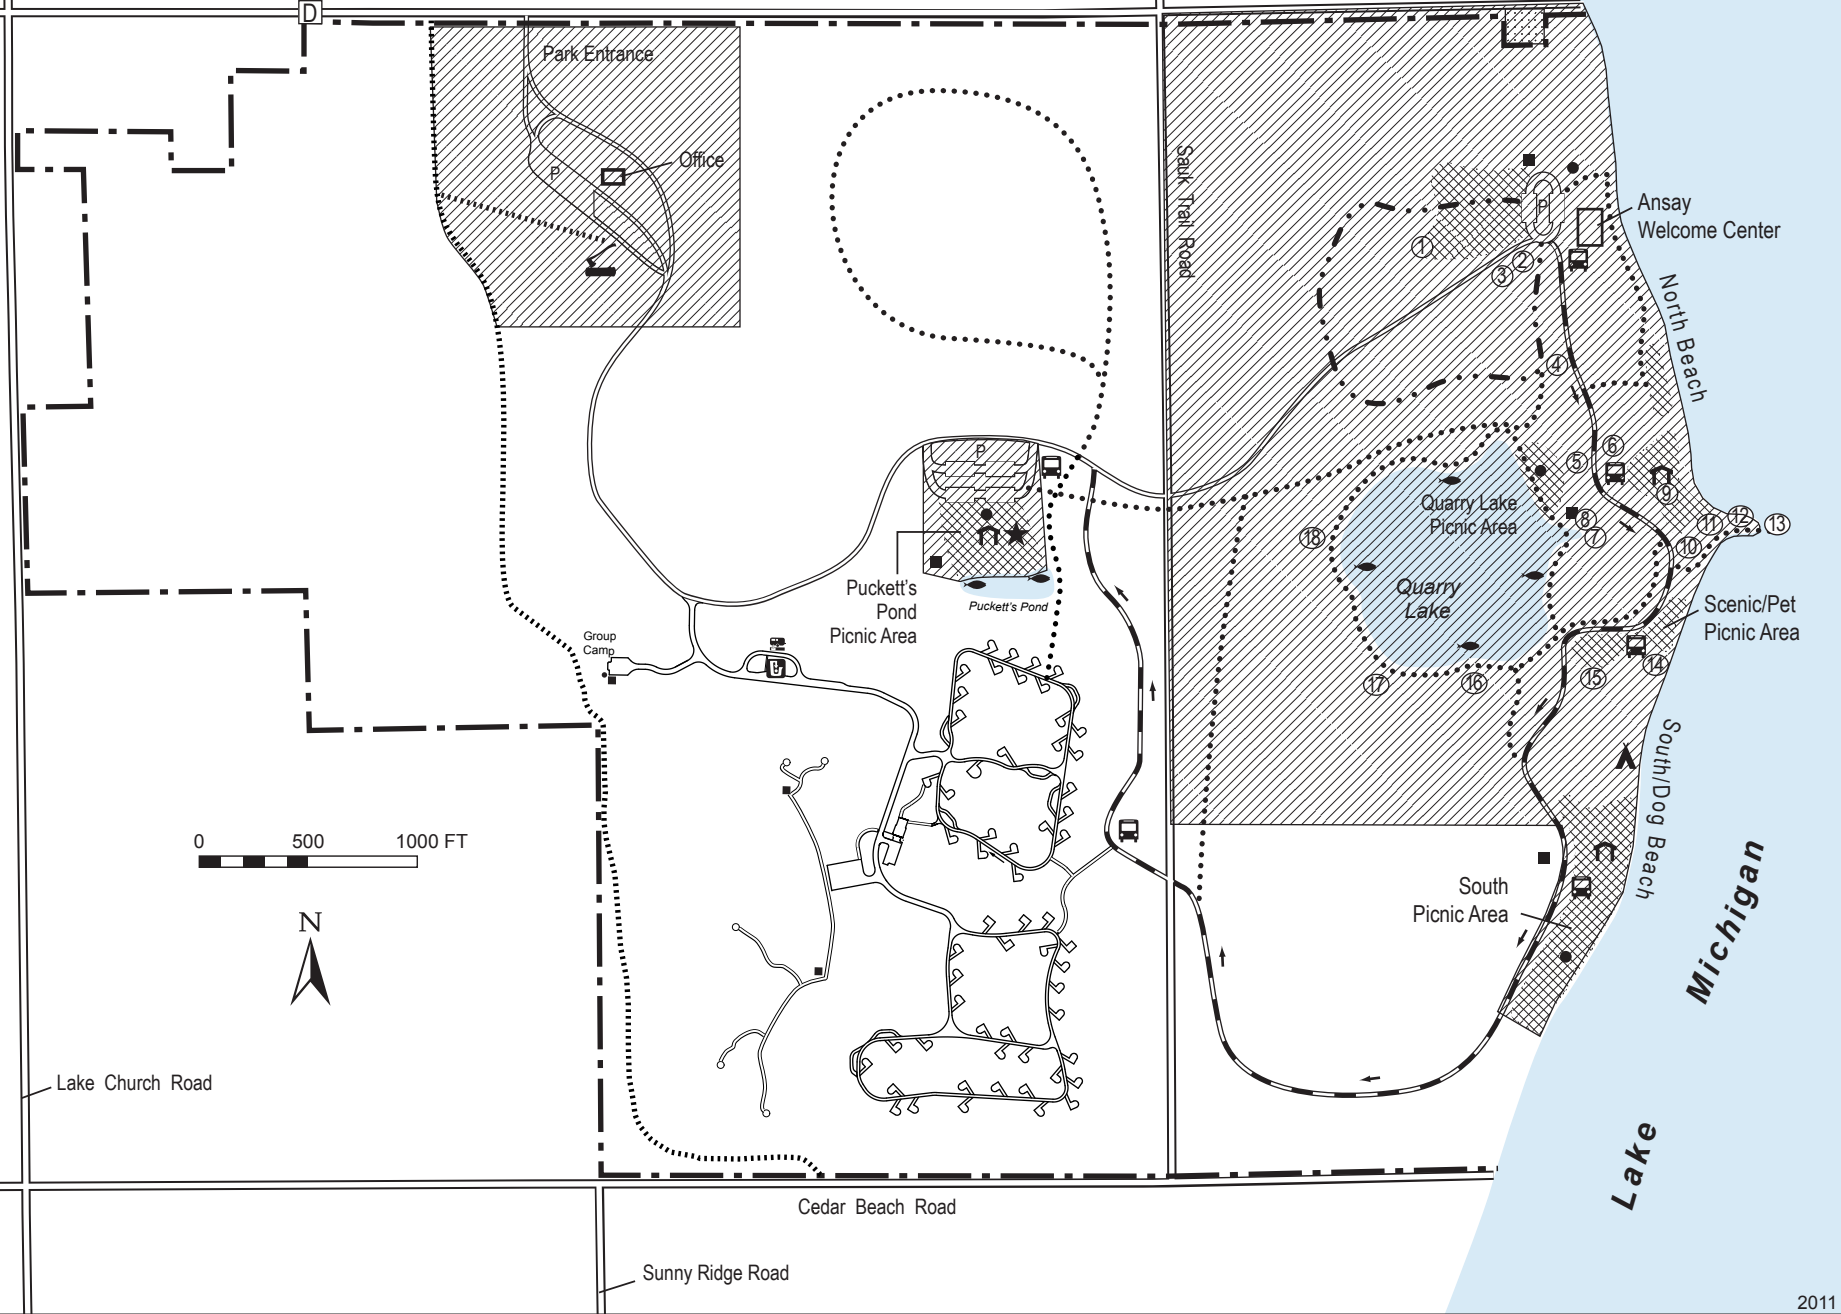 D
Park Entrance
Office
P
Sauk Trail Road
P
Ansay
Welcome Center
North Beach
1
2
3
4
5
6
P
Quarry Lake
Picnic Area
9
8
7
11
12
13
10
18
Quarry
Lake
Puckett's
Pond
Picnic Area
Puckett's Pond
Scenic/Pet
Picnic Area
Group
Camp
14
15
16
17
South/Dog Beach
0 500 1000 FT
N
South
Picnic Area
Lake Michigan
Lake Church Road
Cedar Beach Road
Sunny Ridge Road
2011